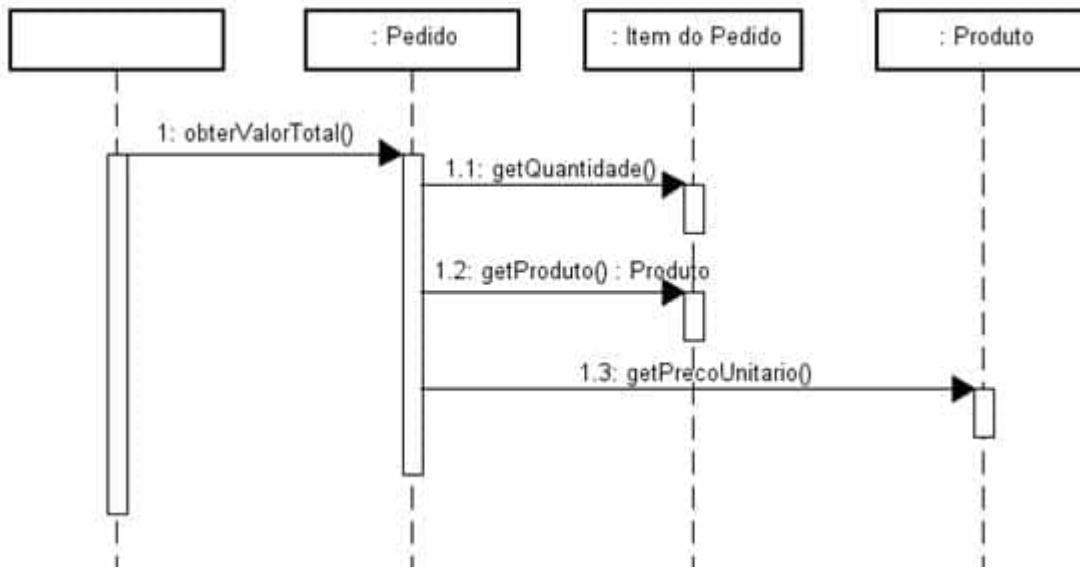 : Pedido
: Item do Pedido
: Produto
1: obterValorTotal()
1.1: getQuantidade()
1.2: getProduto() : Produto
1.3: getPrecoUnitario()